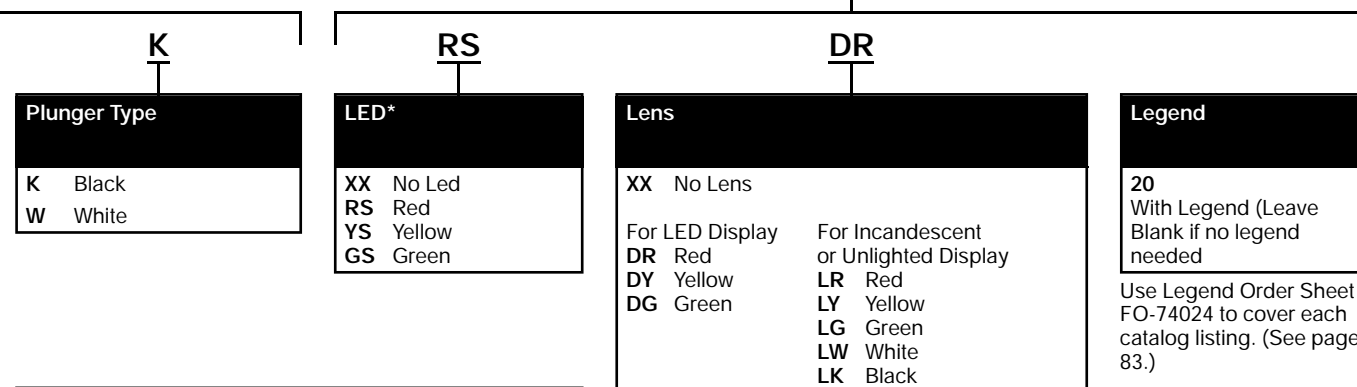 K RS DR
Plunger Type
K Black
W White
LED*
XX No Led
RS Red
YS Yellow
GS Green
Lens
XX No Lens
For LED Display
DR Red
DY Yellow
DG Green
For Incandescent
or Unlighted Display
LR Red
LY Yellow
LG Green
LW White
LK Black
Legend
20
With Legend (Leave
Blank if no legend
needed
Use Legend Order Sheet
FO-74024 to cover each
catalog listing. (See page
83.)